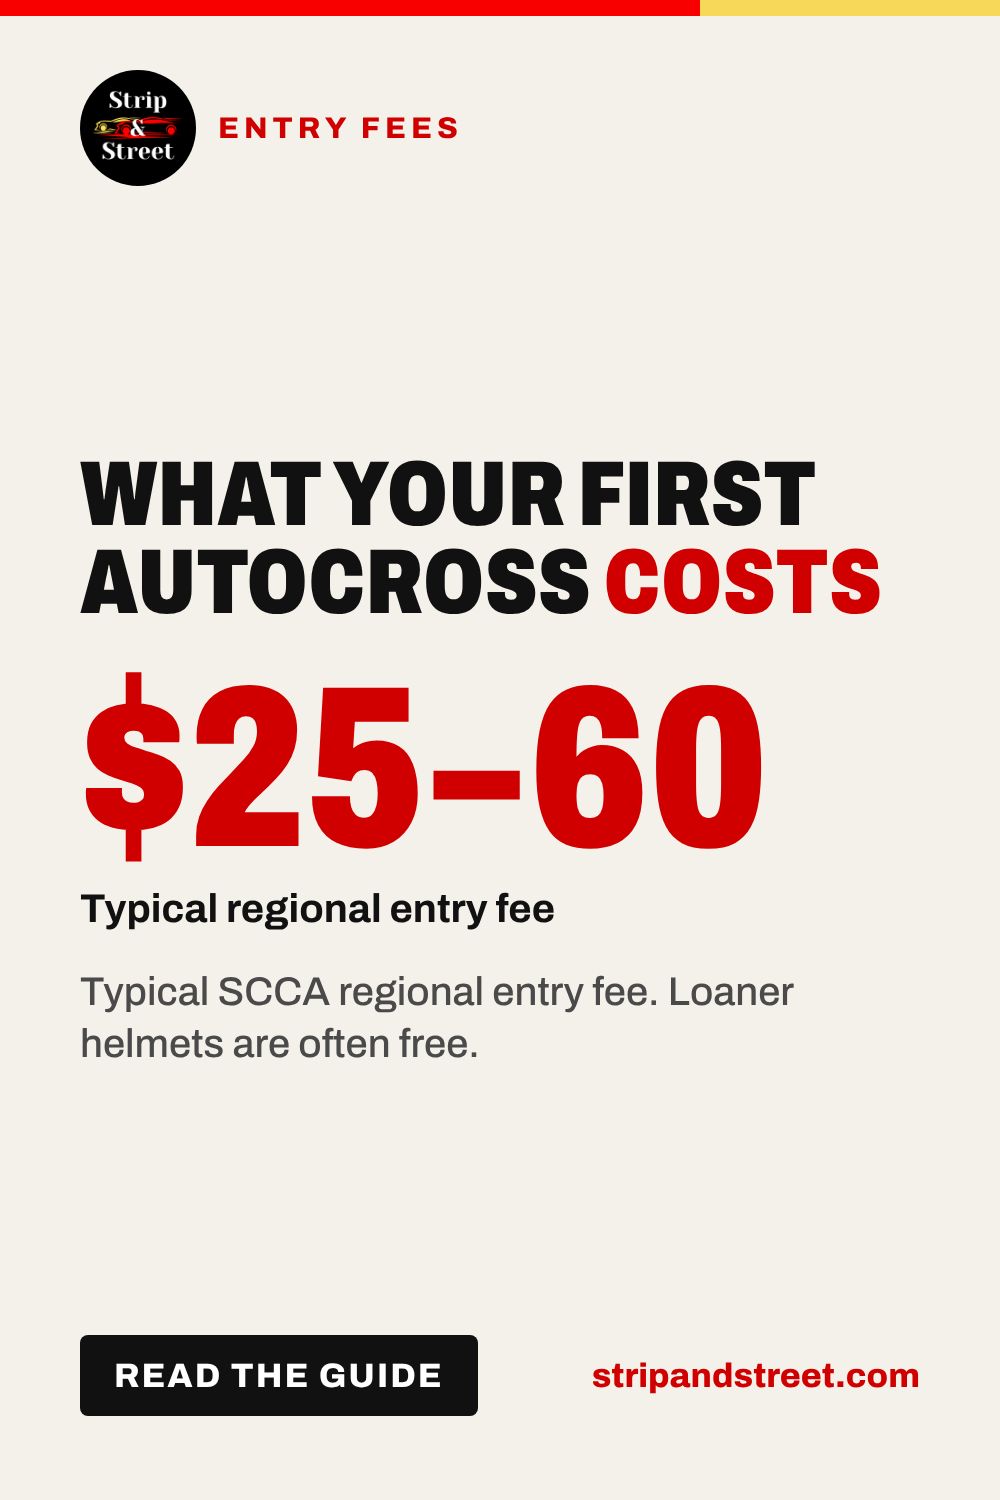 Strip
&
Street
ENTRY FEES
WHAT YOUR FIRST
AUTOCROSS COSTS
$25–60
Typical regional entry fee
Typical SCCA regional entry fee. Loaner
helmets are often free.
READ THE GUIDE
stripandstreet.com